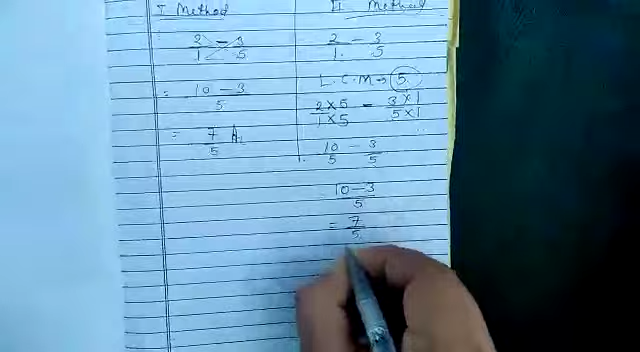 I Method
2/1 - 3/5
= 10 - 3 / 5
= 7/5 A
II Method
2/1. - 3/5
L.C.M → 5
2×5 / 1×5 - 3×1 / 5×1
10/5 - 3/5
10-3 / 5
= 7/5